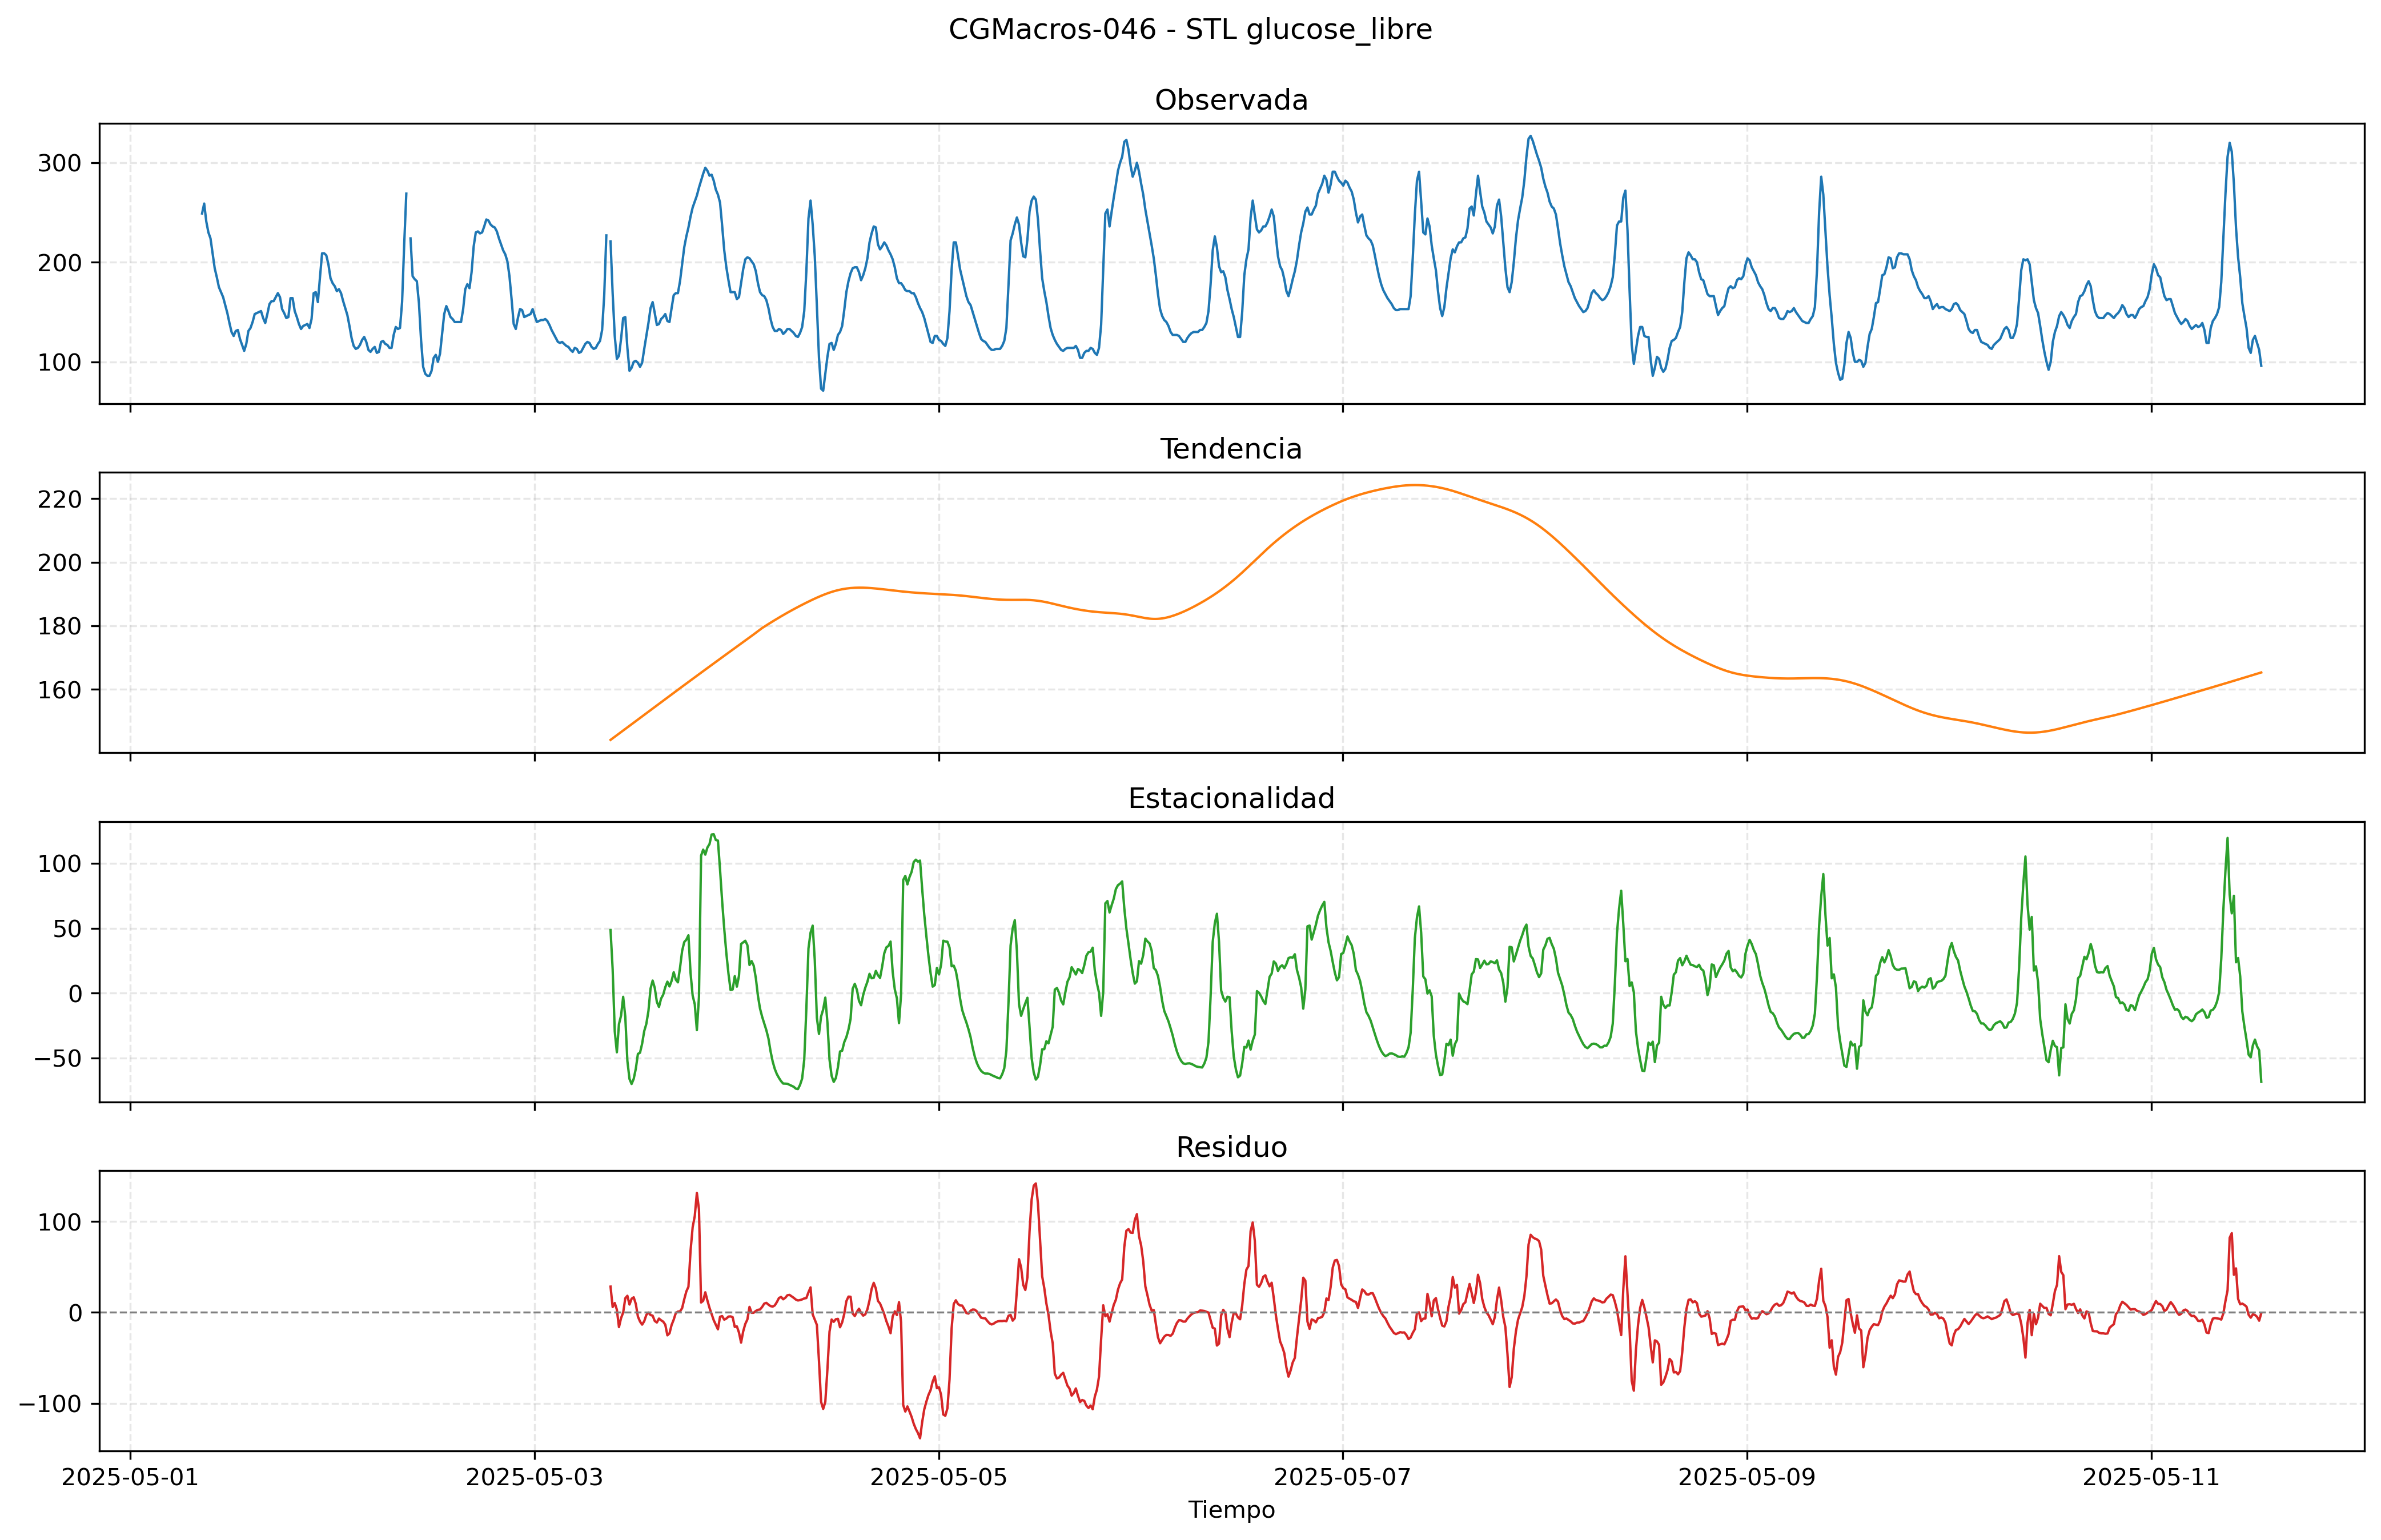 CGMacros-046 - STL glucose_libre
Observada
300
200
100
Tendencia
220
200
180
160
Estacionalidad
100
50
0
−50
Residuo
100
0
−100
2025-05-01 2025-05-03 2025-05-05 2025-05-07 2025-05-09 2025-05-11
Tiempo